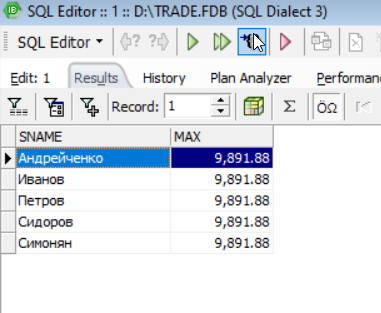 SQL Editor :: 1 :: D:\TRADE.FDB (SQL Dialect 3)
SQL Editor
Edit: 1 Results History Plan Analyzer Performan
Record: 1 Σ ÖΩ
SNAME MAX
Андрейченко 9,891.88
Иванов 9,891.88
Петров 9,891.88
Сидоров 9,891.88
Симонян 9,891.88